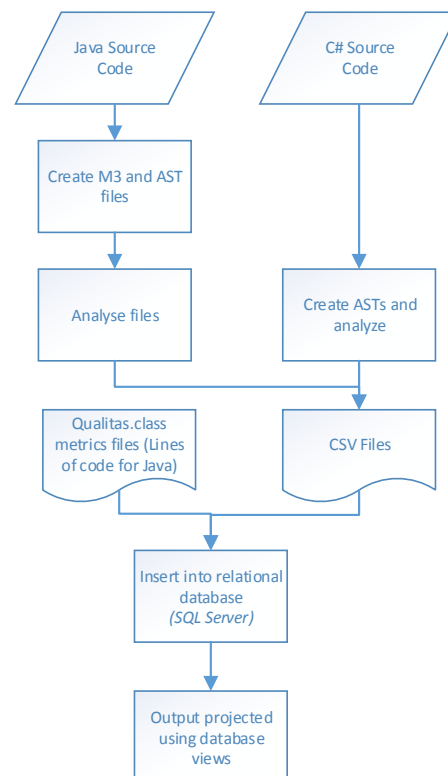 Java Source
Code
C# Source
Code
Create M3 and AST
files
Analyse files
Create ASTs and
analyze
Qualitas.class
metrics files (Lines
of code for Java)
CSV Files
Insert into relational
database
(SQL Server)
Output projected
using database
views